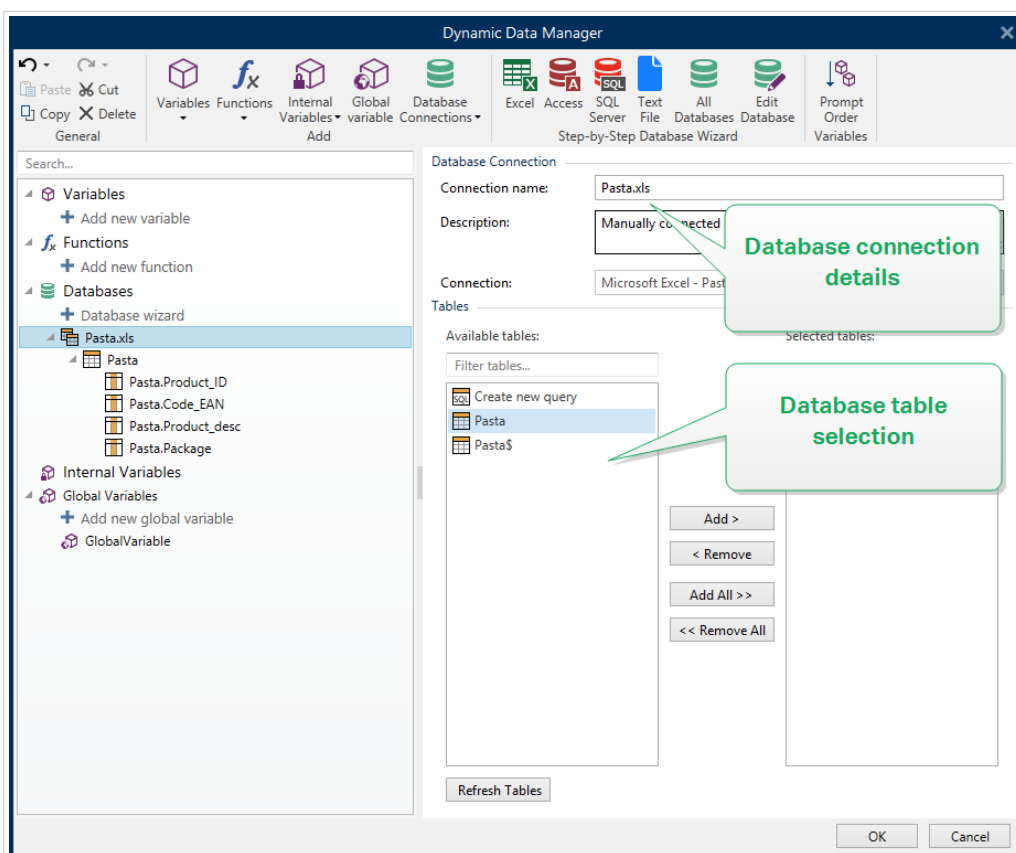 Dynamic Data Manager
Paste Cut
Copy Delete
General
Variables Functions Internal Variables Global variable Database Connections
Add
Excel Access SQL Server Text File All Databases Edit Database
Step-by-Step Database Wizard
Prompt Order
Variables
Search...
Variables
Add new variable
Functions
Add new function
Databases
Database wizard
Pasta.xls
Pasta
Pasta.Product_ID
Pasta.Code_EAN
Pasta.Product_desc
Pasta.Package
Internal Variables
Global Variables
Add new global variable
GlobalVariable
Database Connection
Connection name: Pasta.xls
Description: Manually connected
Connection: Microsoft Excel - Past
Database connection
details
Tables
Available tables:
Selected tables:
Filter tables...
SQL Create new query
Pasta
Pasta$
Database table
selection
Add >
< Remove
Add All >>
<< Remove All
Refresh Tables
OK Cancel